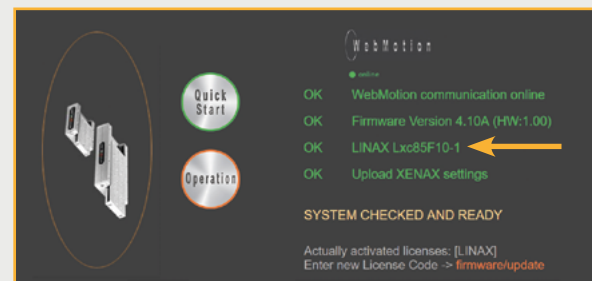 WebMotion
online
Quick
Start
Operation
OK WebMotion communication online
OK Firmware Version 4.10A (HW:1.00)
OK LINAX Lxc85F10-1
OK Upload XENAX settings
SYSTEM CHECKED AND READY
Actually activated licenses: [LINAX]
Enter new License Code -> firmware/update